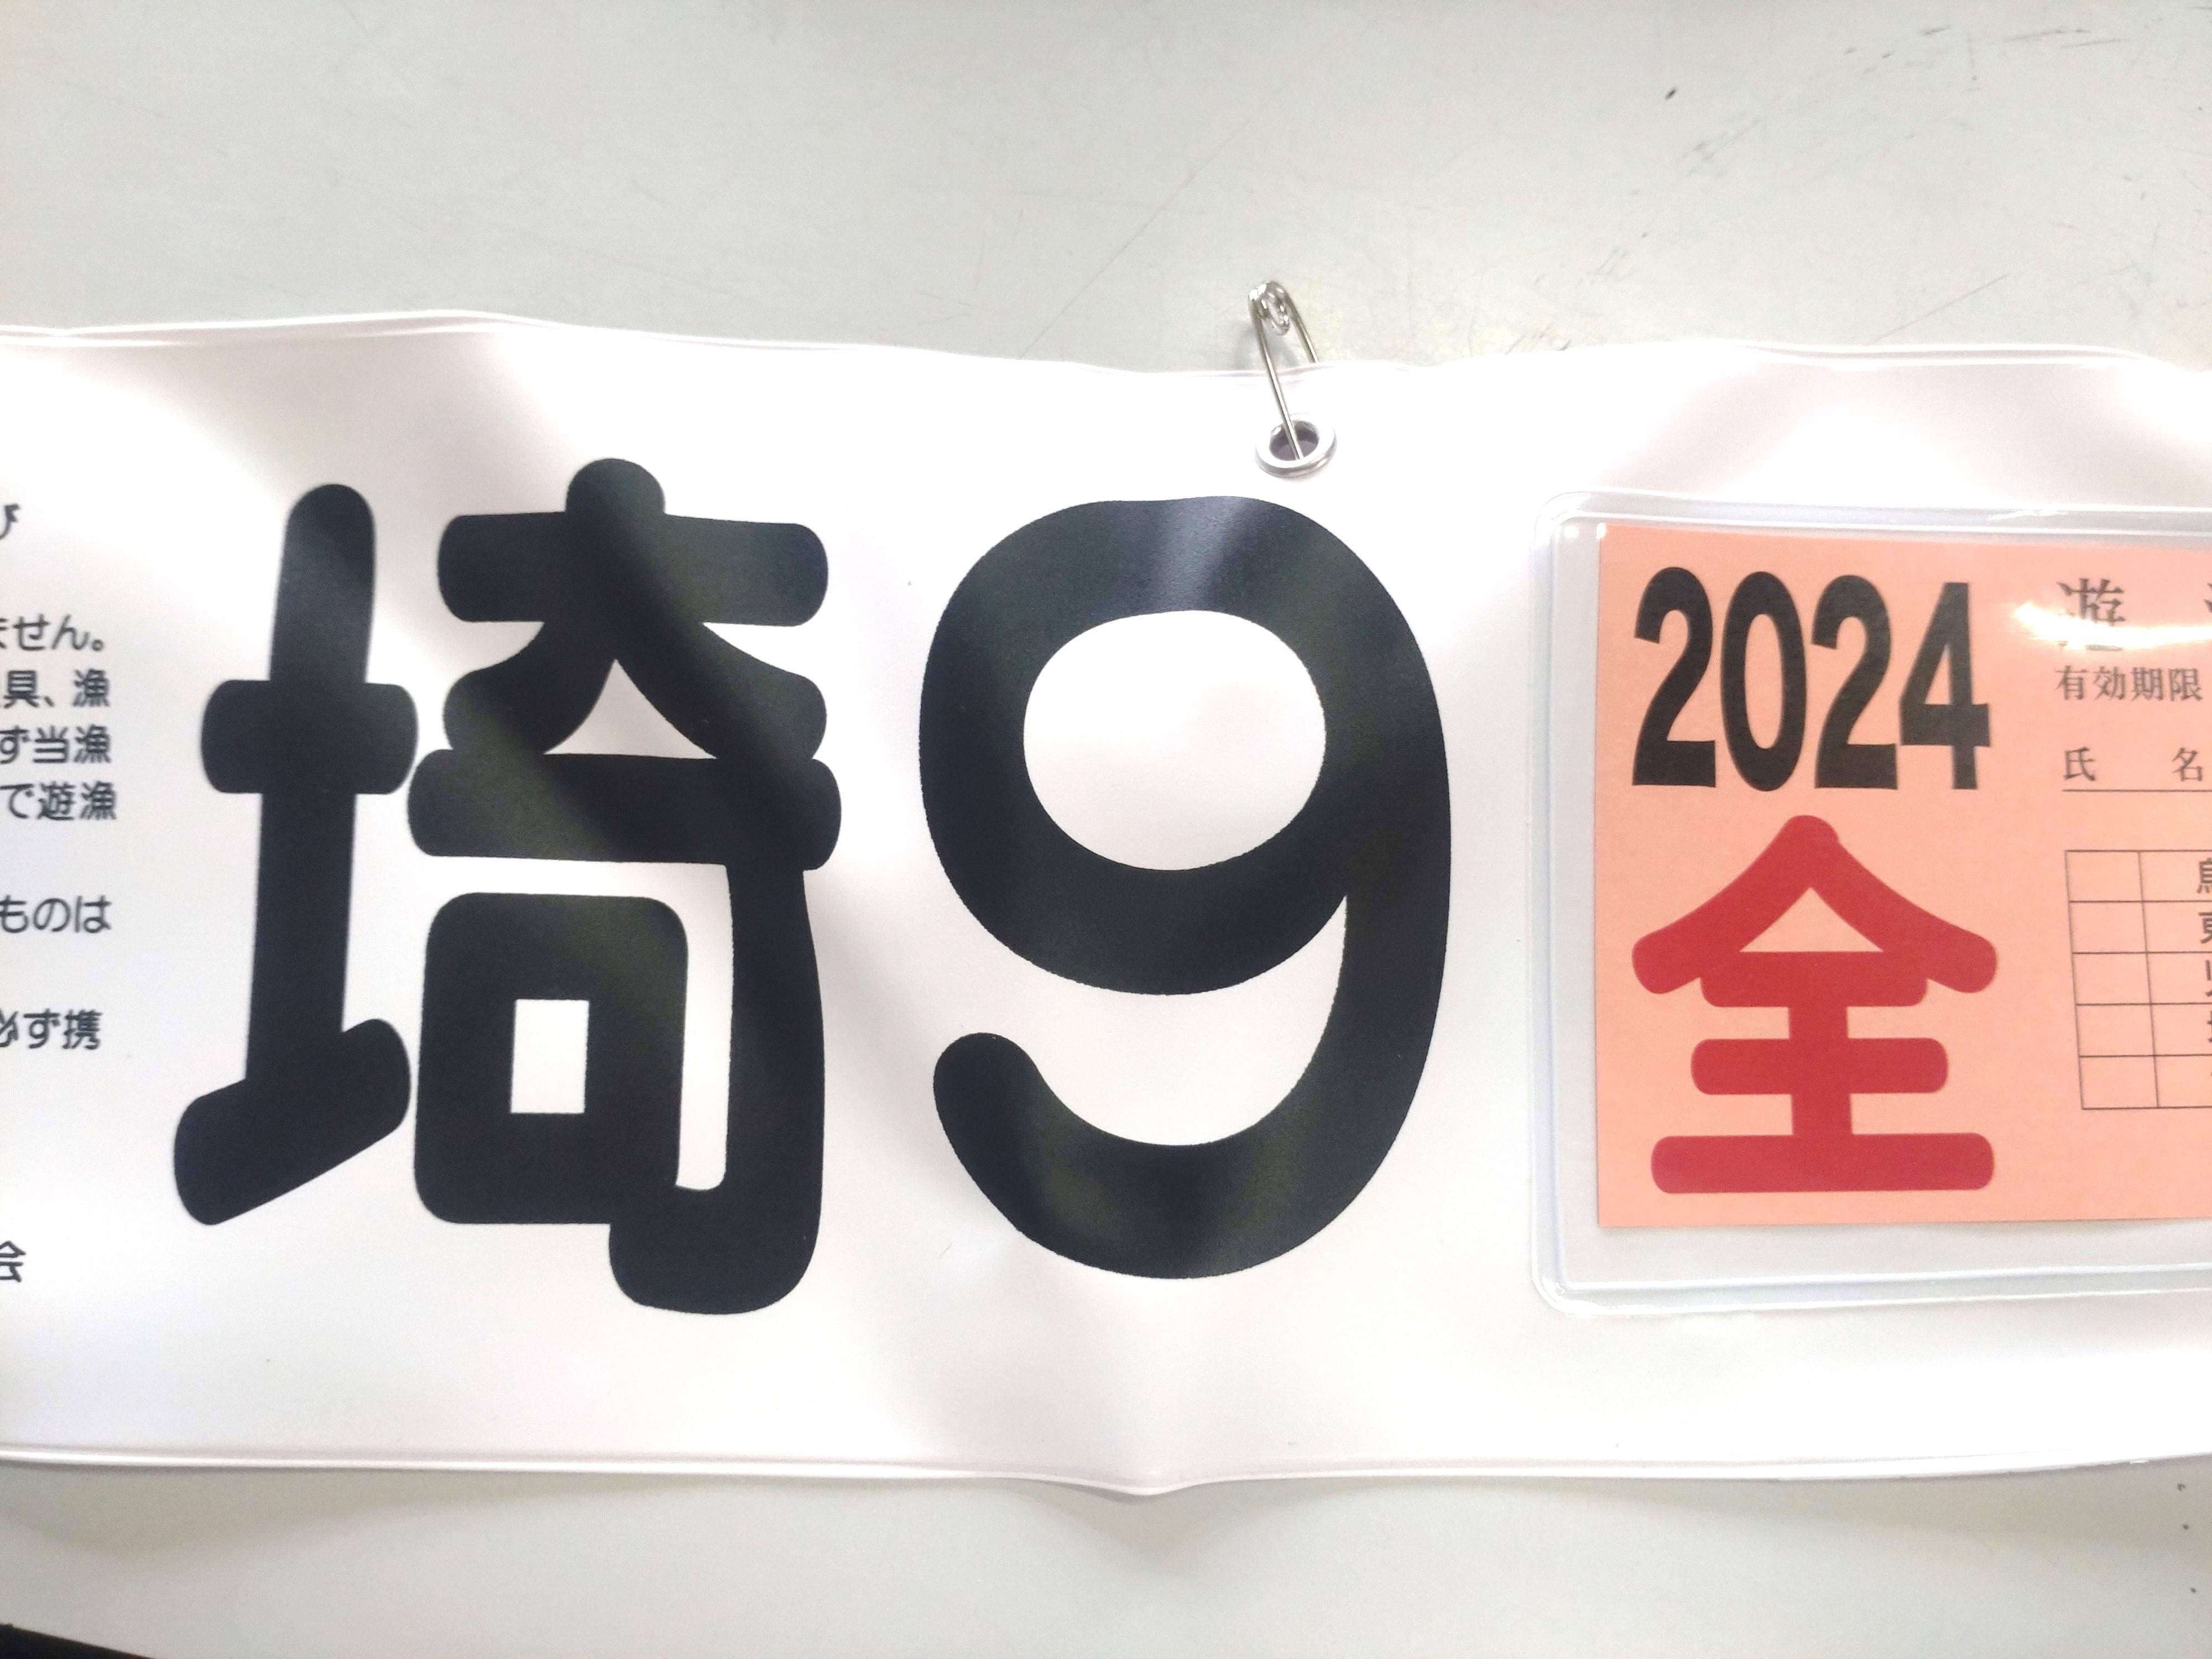 び
ません。
具、漁
ず当漁
で遊漁
ものは
必ず携
会
埼9
2024
全
遊
有効期限
氏 名